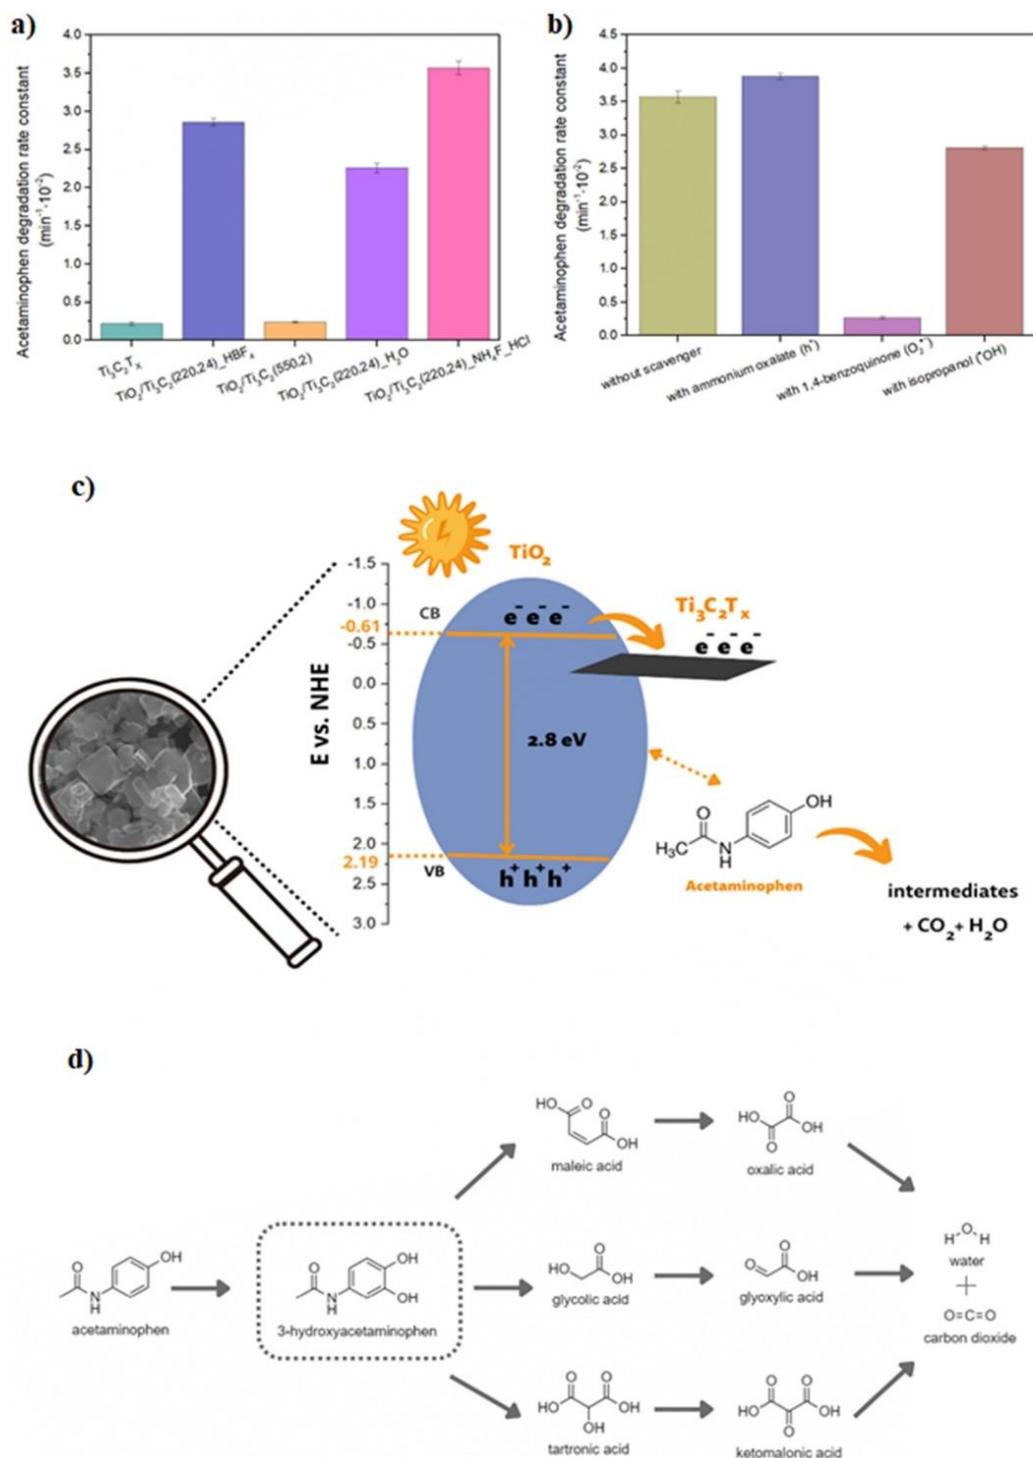 a)
Acetaminophen degradation rate constant
(min⁻¹·10⁻²)
4.0
3.5
3.0
2.5
2.0
1.5
1.0
0.5
0.0
Ti₃C₂Tₓ
TiO₂/Ti₃C₂(220.24)_HBF₄
TiO₂/Ti₃C₂(550.2)
TiO₂/Ti₃C₂(220.24)_H₂O
TiO₂/Ti₃C₂(220.24)_NH₄F_HCl
b)
Acetaminophen degradation rate constant
(min⁻¹·10⁻²)
4.5
4.0
3.5
3.0
2.5
2.0
1.5
1.0
0.5
0.0
without scavenger
with ammonium oxalate (h⁺)
with 1,4-benzoquinone (O₂•⁻)
with isopropanol (•OH)
c)
E vs. NHE
-1.5
-1.0
-0.61
-0.5
0.0
0.5
1.0
1.5
2.0
2.19
2.5
3.0
CB
VB
TiO₂
e⁻ e⁻ e⁻
Ti₃C₂Tₓ
e⁻ e⁻ e⁻
2.8 eV
h⁺ h⁺ h⁺
O
OH
H₃C
N
H
Acetaminophen
intermediates
+ CO₂ + H₂O
d)
O
OH
N
H
acetaminophen
O
OH
N
H
OH
3-hydroxyacetaminophen
HO
O
O
OH
maleic acid
O
HO
OH
O
oxalic acid
O
HO
OH
glycolic acid
O
O
OH
glyoxylic acid
O O
HO OH
OH
tartronic acid
O O
HO OH
O
ketomalonic acid
H O H
water
+
O=C=O
carbon dioxide